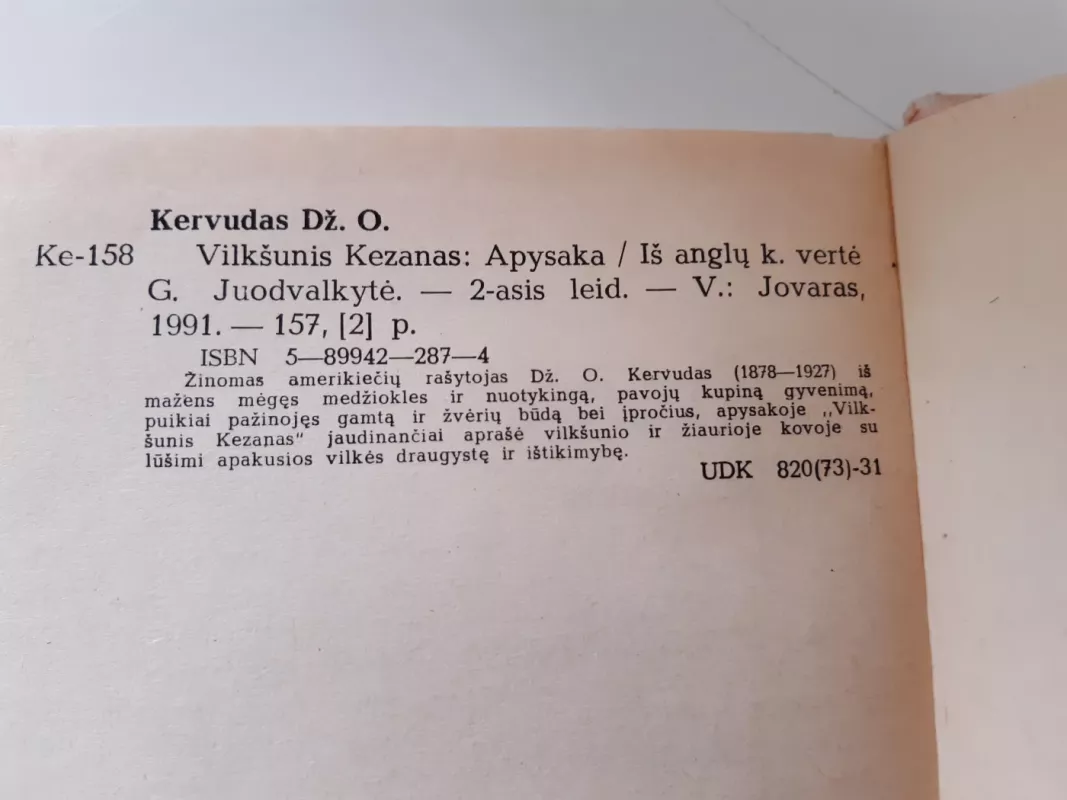 Kervudas Dž. O.
Ke-158 Vilkšunis Kezanas: Apysaka / Iš anglų k. vertė
G. Juodvalkytė. — 2-asis leid. — V.: Jovaras,
1991. — 157, [2] p.
ISBN 5—89942—287—4
Žinomas amerikiečių rašytojas Dž. O. Kervudas (1878—1927) iš
mažens mėgęs medžiokles ir nuotykingą, pavojų kupiną gyvenimą,
puikiai pažinojęs gamtą ir žvėrių būdą bei įpročius, apysakoje ,,Vilk-
šunis Kezanas" jaudinančiai aprašė vilkšunio ir žiaurioje kovoje su
lūšimi apakusios vilkės draugystę ir ištikimybę.
UDK 820(73)-31